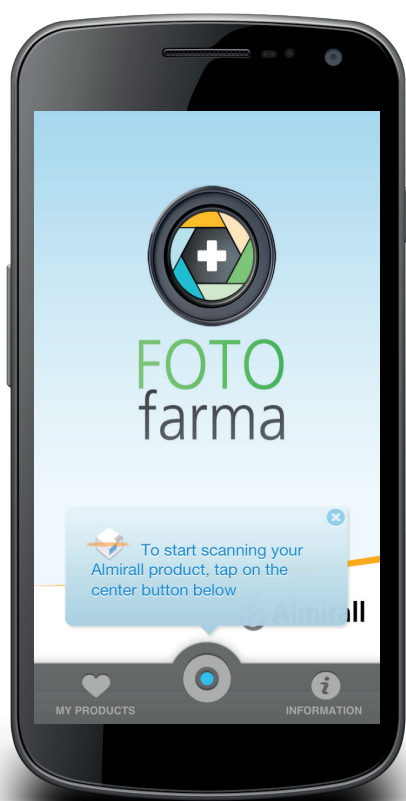 FOTO
farma
To start scanning your
Almirall product, tap on the
center button below
Almirall
MY PRODUCTS
INFORMATION